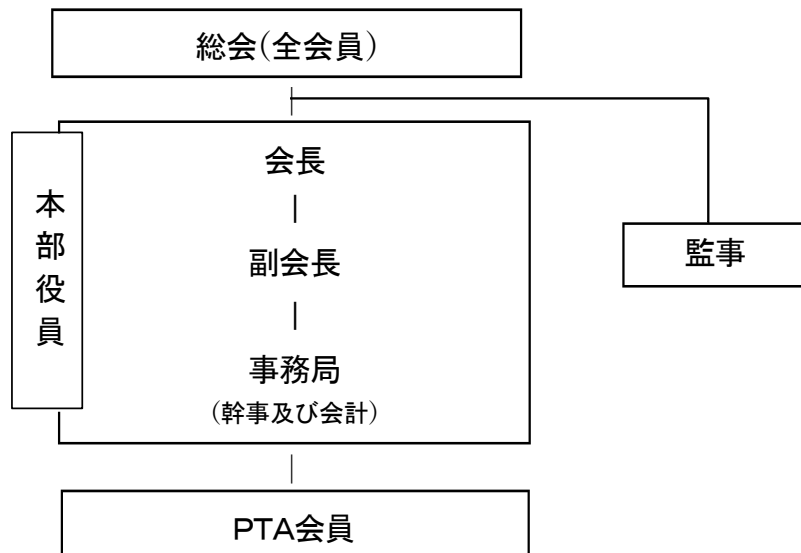 総会(全会員)
本部役員
会長
副会長
事務局
(幹事及び会計)
監事
PTA会員